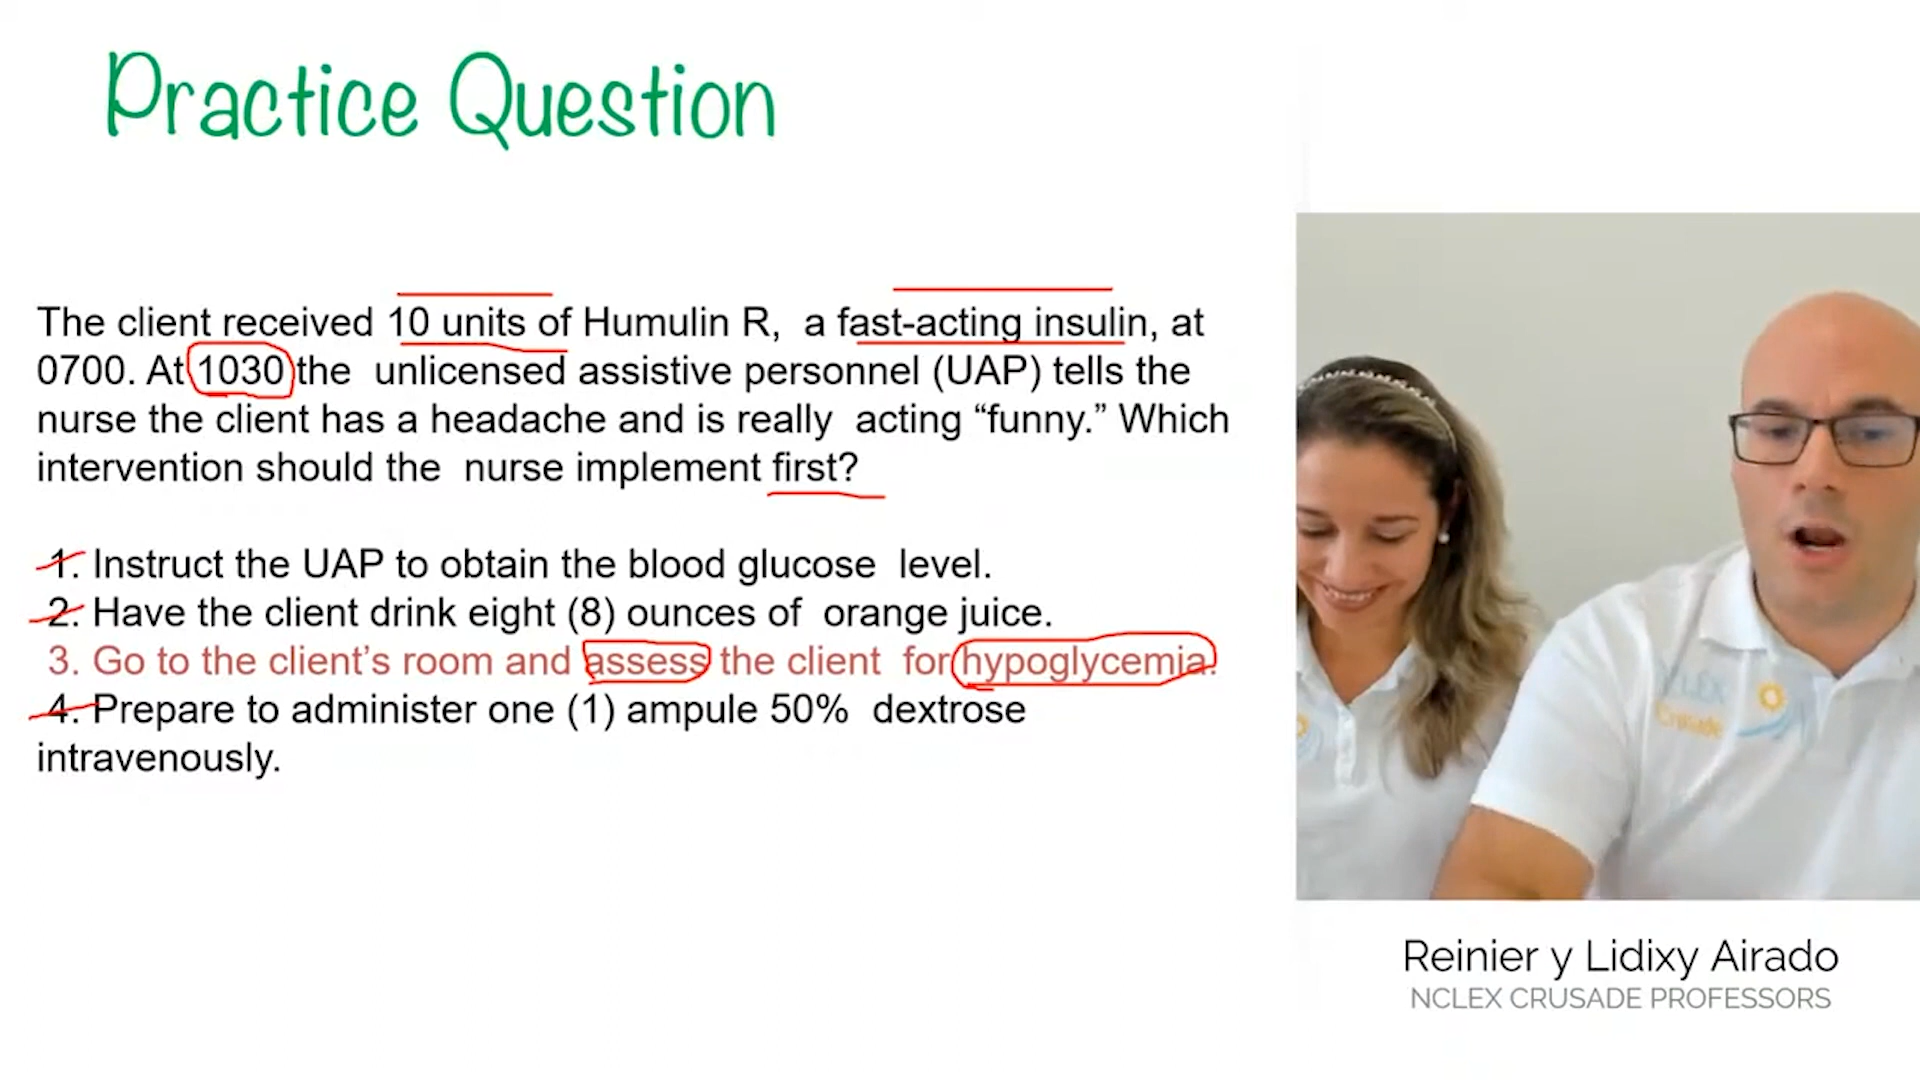 Practice Question
The client received 10 units of Humulin R, a fast-acting insulin, at
0700. At 1030 the unlicensed assistive personnel (UAP) tells the
nurse the client has a headache and is really acting “funny.” Which
intervention should the nurse implement first?
1. Instruct the UAP to obtain the blood glucose level.
2. Have the client drink eight (8) ounces of orange juice.
3. Go to the client’s room and assess the client for hypoglycemia.
4. Prepare to administer one (1) ampule 50% dextrose
intravenously.
NCLEX
Crusade
Reinier y Lidixy Airado
NCLEX CRUSADE PROFESSORS